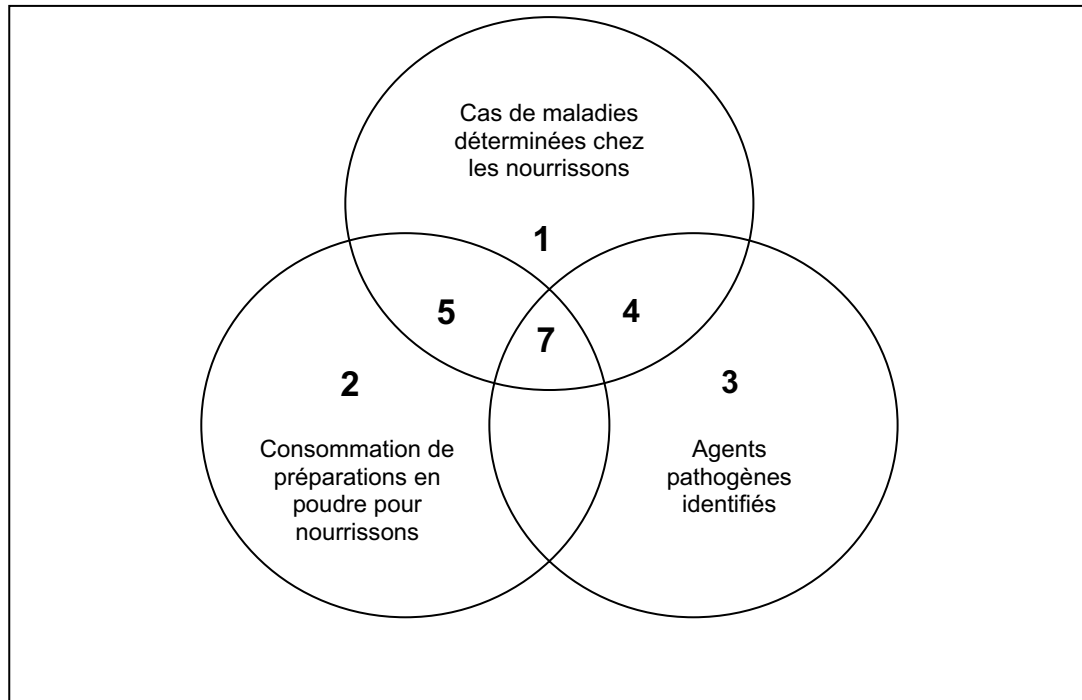 Cas de maladies
déterminées chez
les nourrissons
1
5
4
7
2
3
Consommation de
préparations en
poudre pour
nourrissons
Agents
pathogènes
identifiés